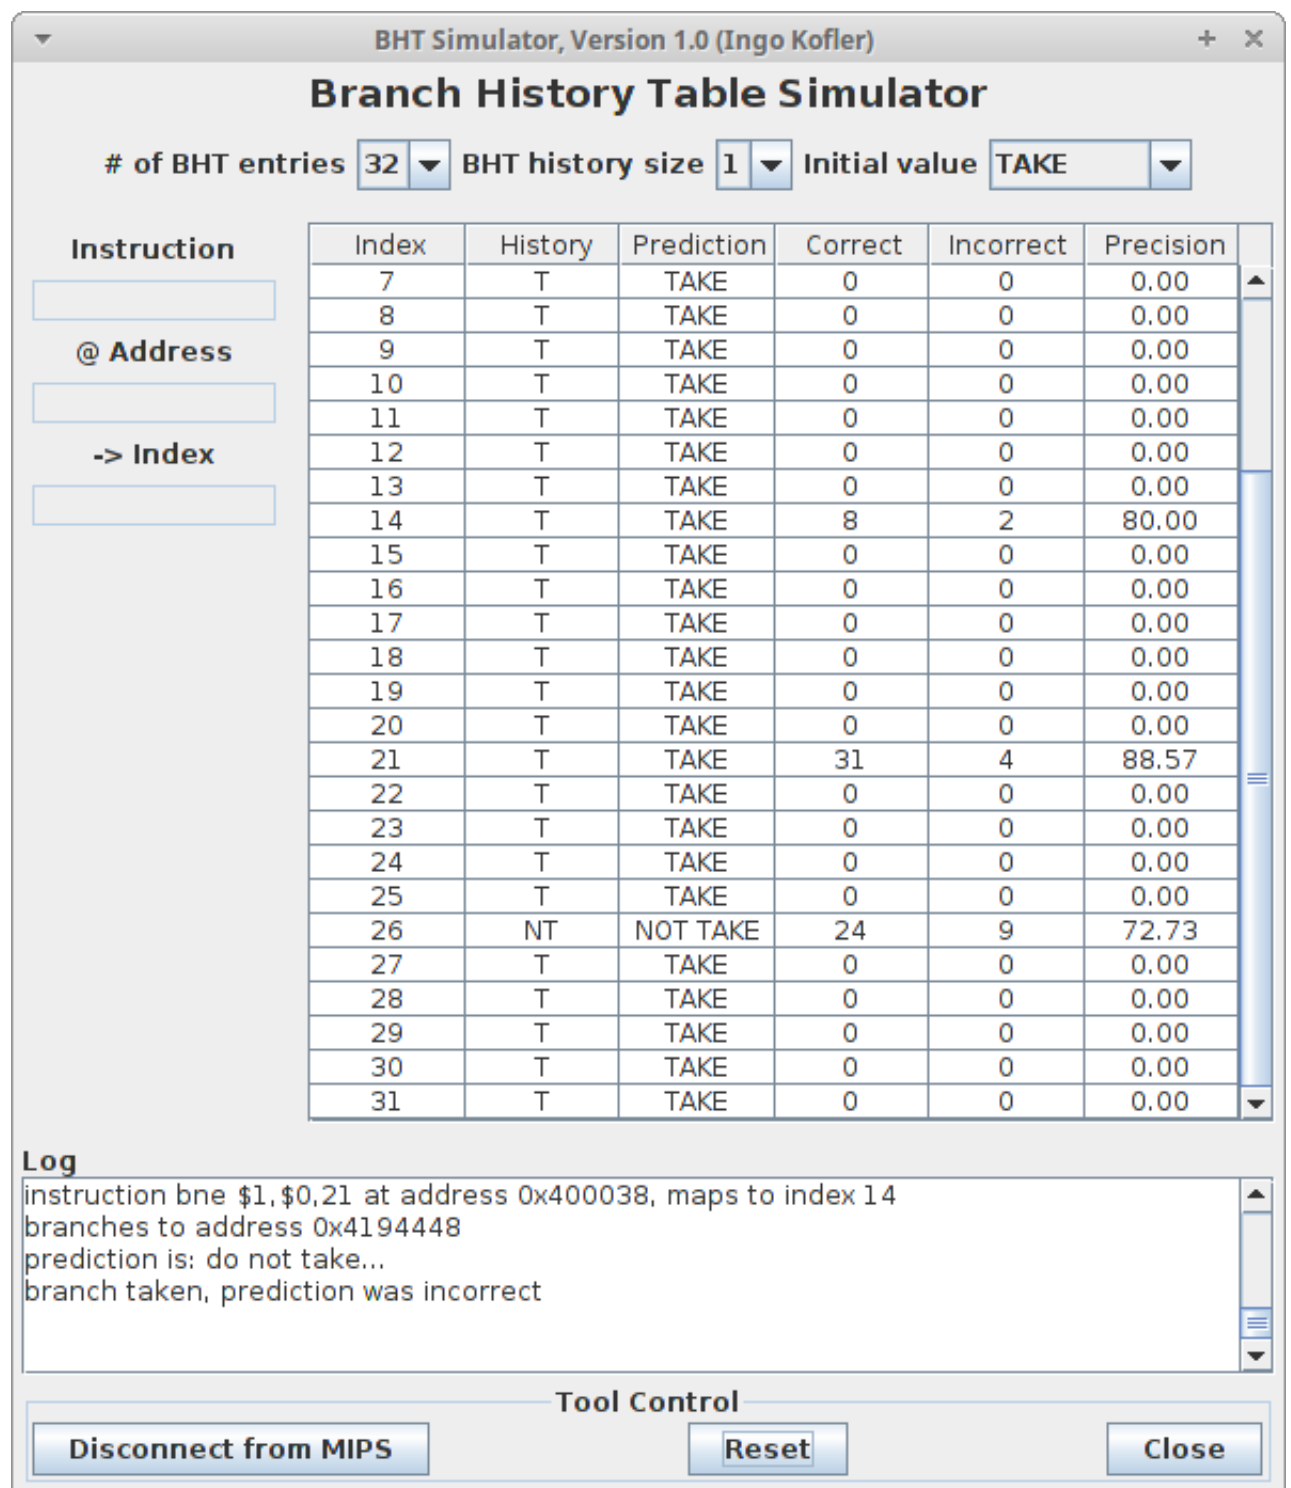 BHT Simulator, Version 1.0 (Ingo Kofler)
Branch History Table Simulator
# of BHT entries 32 BHT history size 1 Initial value TAKE
Instruction
@ Address
-> Index
Index History Prediction Correct Incorrect Precision
7 T TAKE 0 0 0.00
8 T TAKE 0 0 0.00
9 T TAKE 0 0 0.00
10 T TAKE 0 0 0.00
11 T TAKE 0 0 0.00
12 T TAKE 0 0 0.00
13 T TAKE 0 0 0.00
14 T TAKE 8 2 80.00
15 T TAKE 0 0 0.00
16 T TAKE 0 0 0.00
17 T TAKE 0 0 0.00
18 T TAKE 0 0 0.00
19 T TAKE 0 0 0.00
20 T TAKE 0 0 0.00
21 T TAKE 31 4 88.57
22 T TAKE 0 0 0.00
23 T TAKE 0 0 0.00
24 T TAKE 0 0 0.00
25 T TAKE 0 0 0.00
26 NT NOT TAKE 24 9 72.73
27 T TAKE 0 0 0.00
28 T TAKE 0 0 0.00
29 T TAKE 0 0 0.00
30 T TAKE 0 0 0.00
31 T TAKE 0 0 0.00
Log
instruction bne $1,$0,21 at address 0x400038, maps to index 14
branches to address 0x4194448
prediction is: do not take...
branch taken, prediction was incorrect
Tool Control
Disconnect from MIPS Reset Close